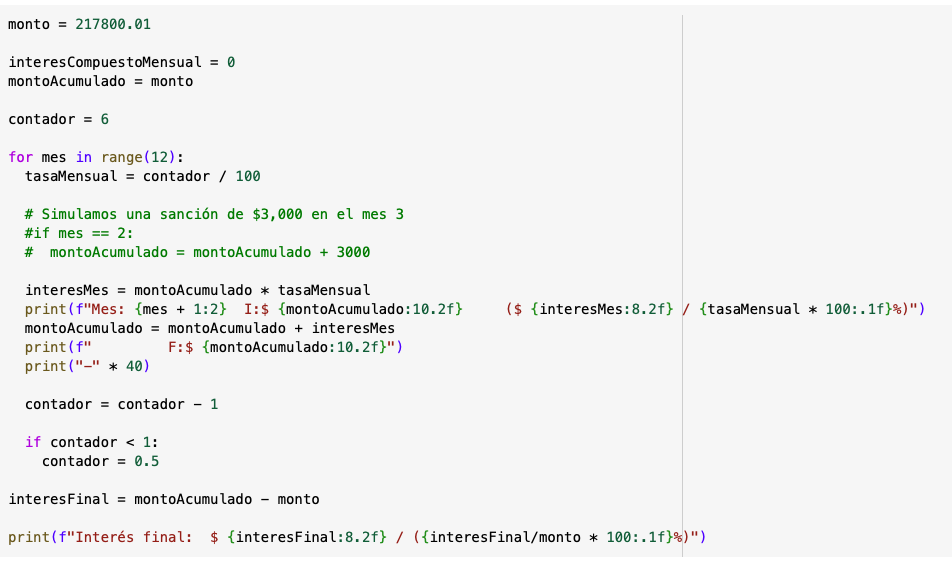 monto = 217800.01
interesCompuestoMensual = 0
montoAcumulado = monto
contador = 6
for mes in range(12):
  tasaMensual = contador / 100
  # Simulamos una sanción de $3,000 en el mes 3
  #if mes == 2:
  #  montoAcumulado = montoAcumulado + 3000
  interesMes = montoAcumulado * tasaMensual
  print(f"Mes: {mes + 1:2}  I:$ {montoAcumulado:10.2f}     ($ {interesMes:8.2f} / {tasaMensual * 100:.1f}%)")
  montoAcumulado = montoAcumulado + interesMes
  print(f"         F:$ {montoAcumulado:10.2f}")
  print("-" * 40)
  contador = contador - 1
  if contador < 1:
    contador = 0.5
interesFinal = montoAcumulado - monto
print(f"Interés final:  $ {interesFinal:8.2f} / ({interesFinal/monto * 100:.1f}%)")